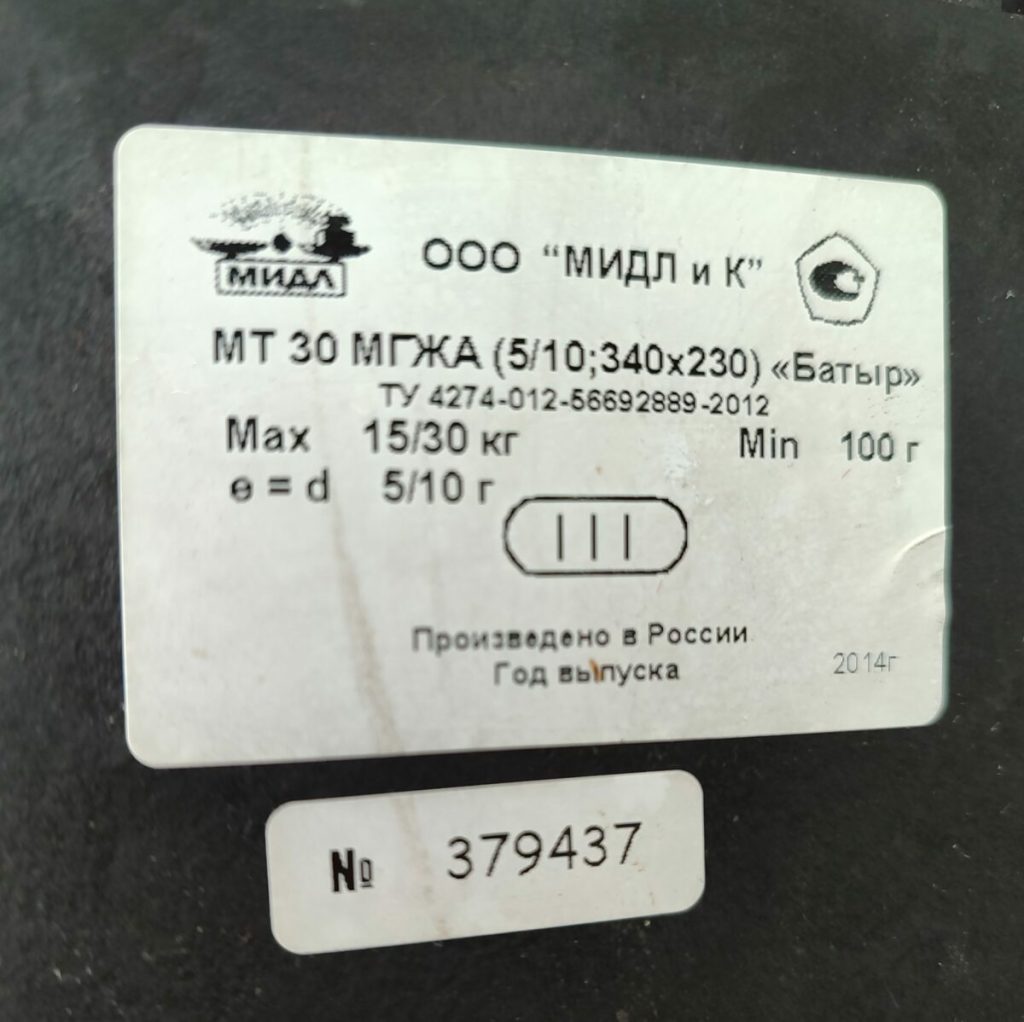 МИДЛ
ООО "МИДЛ и К"
МТ 30 МГЖА (5/10;340х230) «Батыр»
ТУ 4274-012-56692889-2012
Max 15/30 кг Min 100 г
e = d 5/10 г
III
Произведено в России
Год выпуска 2014г
№ 379437